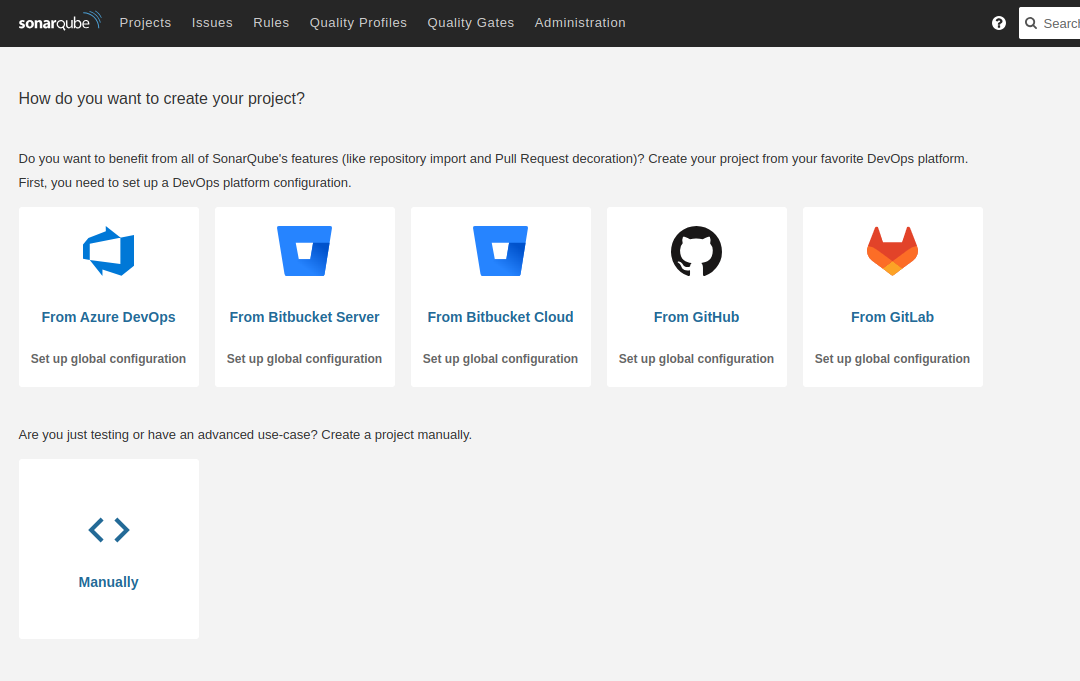 sonarqube Projects Issues Rules Quality Profiles Quality Gates Administration ? Search
How do you want to create your project?
Do you want to benefit from all of SonarQube's features (like repository import and Pull Request decoration)? Create your project from your favorite DevOps platform.
First, you need to set up a DevOps platform configuration.
From Azure DevOps From Bitbucket Server From Bitbucket Cloud From GitHub From GitLab
Set up global configuration Set up global configuration Set up global configuration Set up global configuration Set up global configuration
Are you just testing or have an advanced use-case? Create a project manually.
Manually